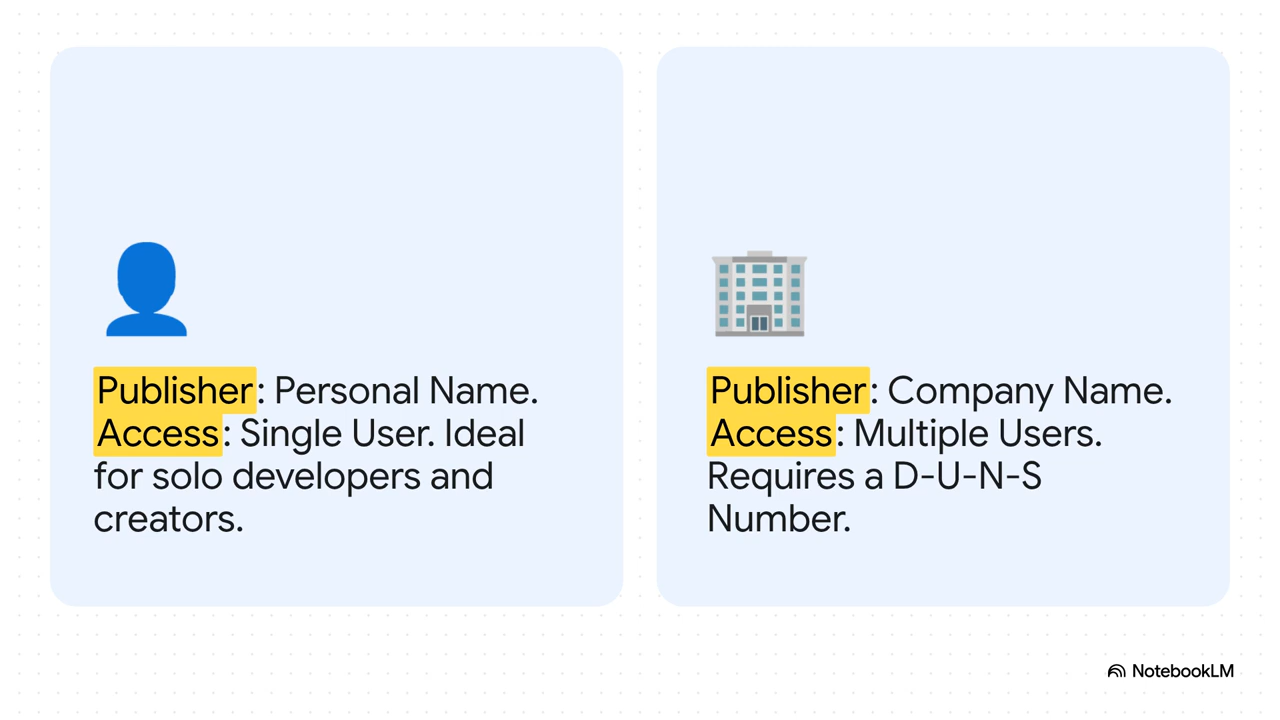 Publisher: Personal Name.
Access: Single User. Ideal
for solo developers and
creators.
Publisher: Company Name.
Access: Multiple Users.
Requires a D-U-N-S
Number.
NotebookLM